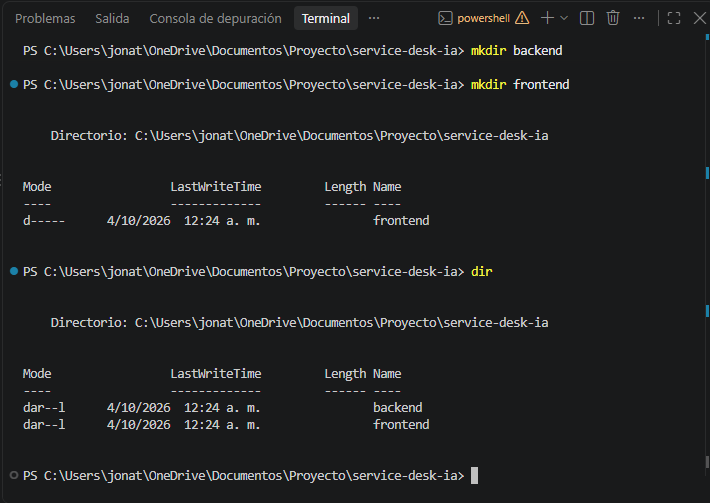 Problemas Salida Consola de depuración Terminal ··· powershell ···
PS C:\Users\jonat\OneDrive\Documentos\Proyecto\service-desk-ia> mkdir backend
PS C:\Users\jonat\OneDrive\Documentos\Proyecto\service-desk-ia> mkdir frontend
Directorio: C:\Users\jonat\OneDrive\Documentos\Proyecto\service-desk-ia
Mode LastWriteTime Length Name
---- ------------- ------ ----
d----- 4/10/2026 12:24 a. m. frontend
PS C:\Users\jonat\OneDrive\Documentos\Proyecto\service-desk-ia> dir
Directorio: C:\Users\jonat\OneDrive\Documentos\Proyecto\service-desk-ia
Mode LastWriteTime Length Name
---- ------------- ------ ----
dar--l 4/10/2026 12:24 a. m. backend
dar--l 4/10/2026 12:24 a. m. frontend
PS C:\Users\jonat\OneDrive\Documentos\Proyecto\service-desk-ia>